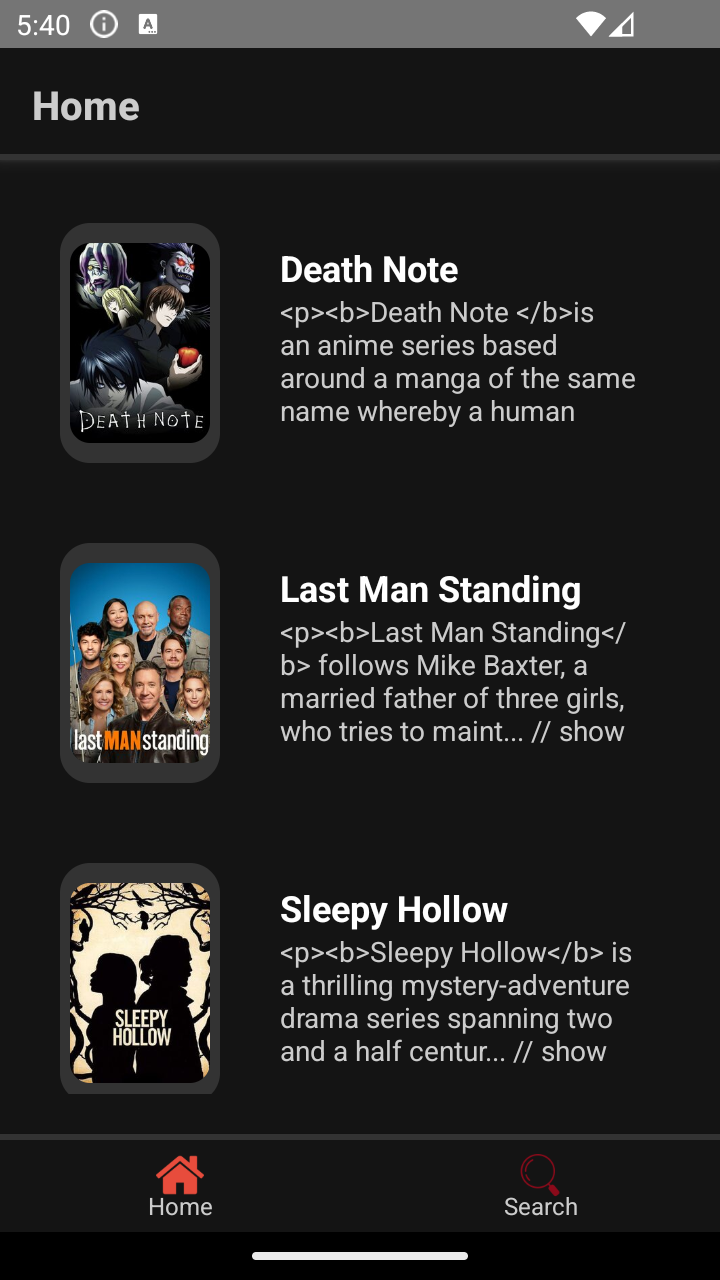 5:40
Home
DEATH NOTE
Death Note
<p><b>Death Note </b>is
an anime series based
around a manga of the same
name whereby a human
last MAN standing
Last Man Standing
<p><b>Last Man Standing</
b> follows Mike Baxter, a
married father of three girls,
who tries to maint... // show
SLEEPY
HOLLOW
Sleepy Hollow
<p><b>Sleepy Hollow</b> is
a thrilling mystery-adventure
drama series spanning two
and a half centur... // show
Home
Search